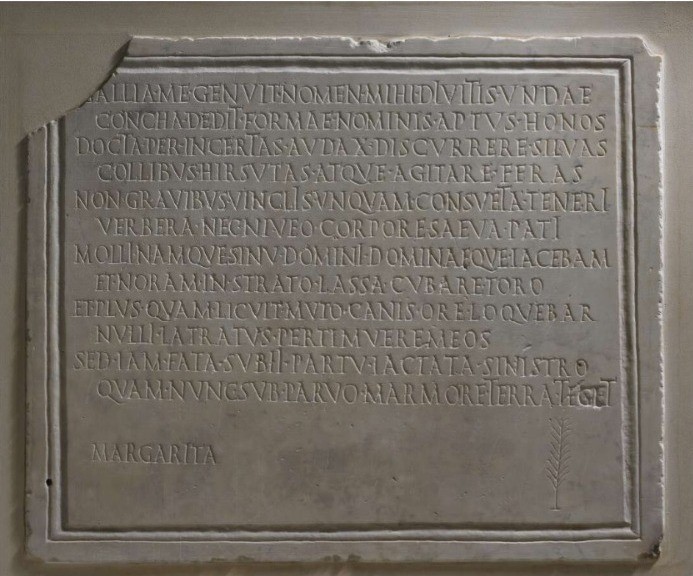 GALLIA·ME·GENVIT·NOMEN·MIHI·DIVITIS·VNDAE
CONCHA·DEDIT·FORMAE·NOMINIS·APTVS·HONOS
DOCTA·PER·INCERTAS·AVDAX·DISCVRRERE·SILVAS
COLLIBVS·HIRSVTAS·ATQVE·AGITARE·FERAS
NON·GRAVIBVS·VINCLIS·VNQVAM·CONSVETA·TENERI
VERBERA·NEC·NIVEO·CORPORE·SAEVA·PATI
MOLLI·NAMQVE·SINV·DOMINI·DOMINAEQVE·IACEBAM
ET·NORAM·IN·STRATO·LASSA·CVBARE·TORO
ET·PLVS·QVAM·LICVIT·MVTO·CANIS·ORE·LOQVEBAR
NVLLI·LATRATVS·PERTIMVERE·MEOS
SED·IAM·FATA·SVBII·PARTV·IACTATA·SINISTRO
QVAM·NVNC·SVB·PARVO·MARMORE·TERRA·TEGET
MARGARITA